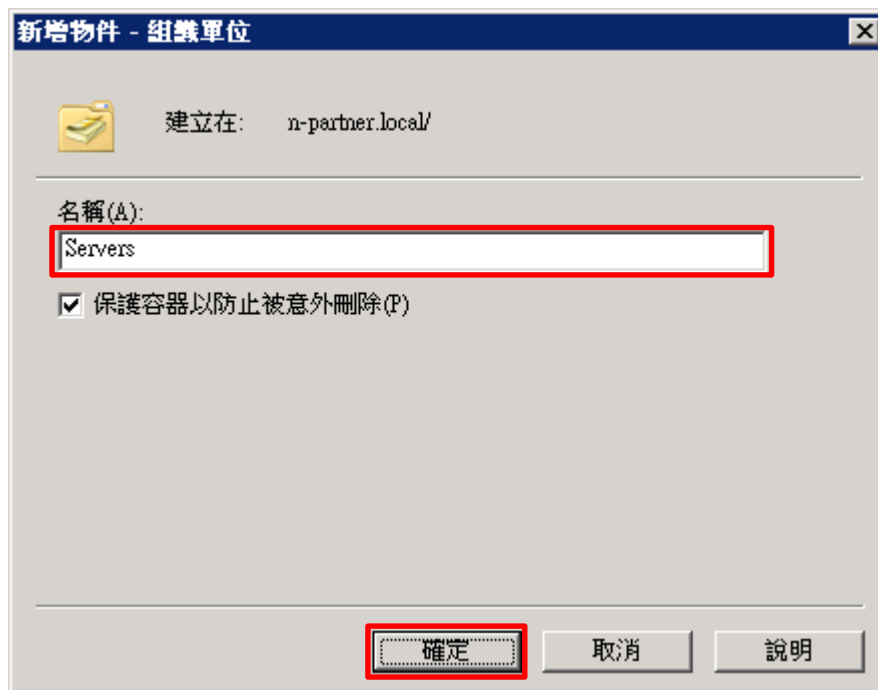 新增物件 - 組織單位
建立在: n-partner.local/
名稱(A):
Servers
保護容器以防止被意外刪除(P)
確定 取消 說明